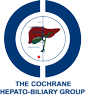 THE COCHRANE
HEPATO-BILIARY GROUP